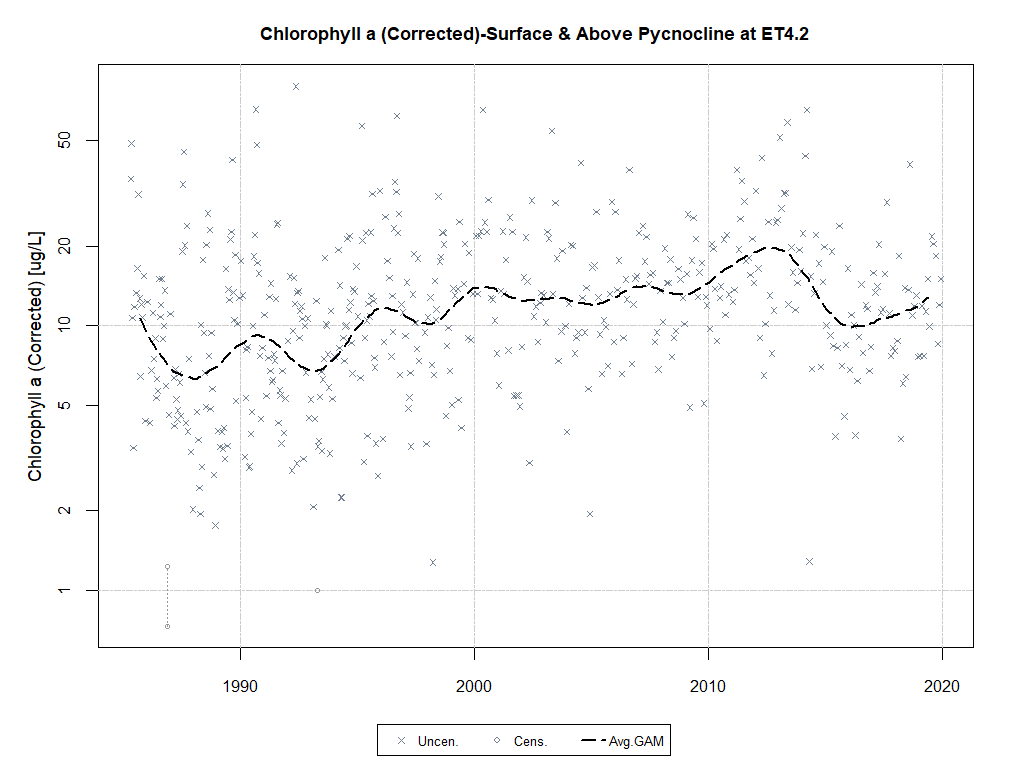 Chlorophyll a (Corrected)-Surface & Above Pycnocline at ET4.2
Chlorophyll a (Corrected) [ug/L]
50
20
10
5
2
1
1990 2000 2010 2020
Uncen. Cens. Avg.GAM